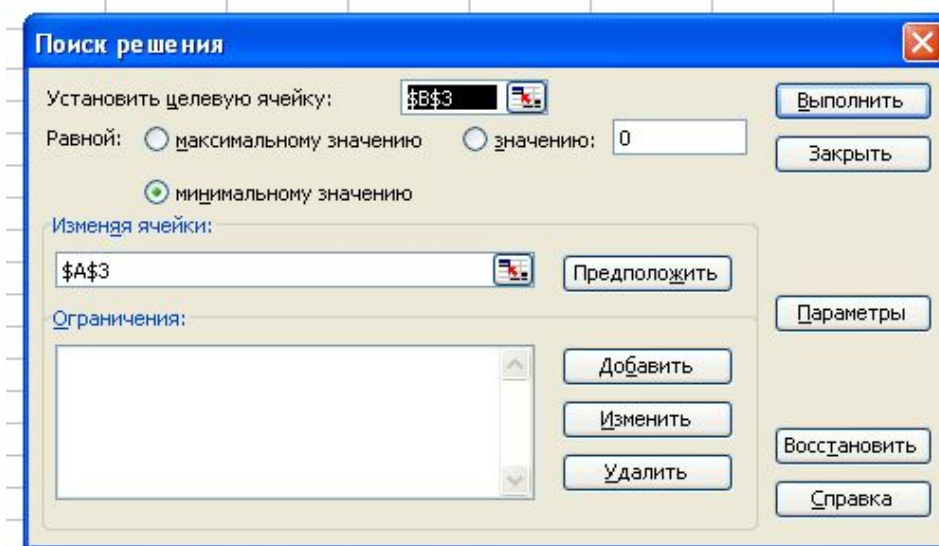 Поиск решения
Установить целевую ячейку: $B$3 Выполнить
Равной: максимальному значению значению: 0 Закрыть
минимальному значению
Изменяя ячейки:
$A$3 Предположить
Ограничения: Параметры
Добавить
Изменить
Восстановить
Удалить
Справка